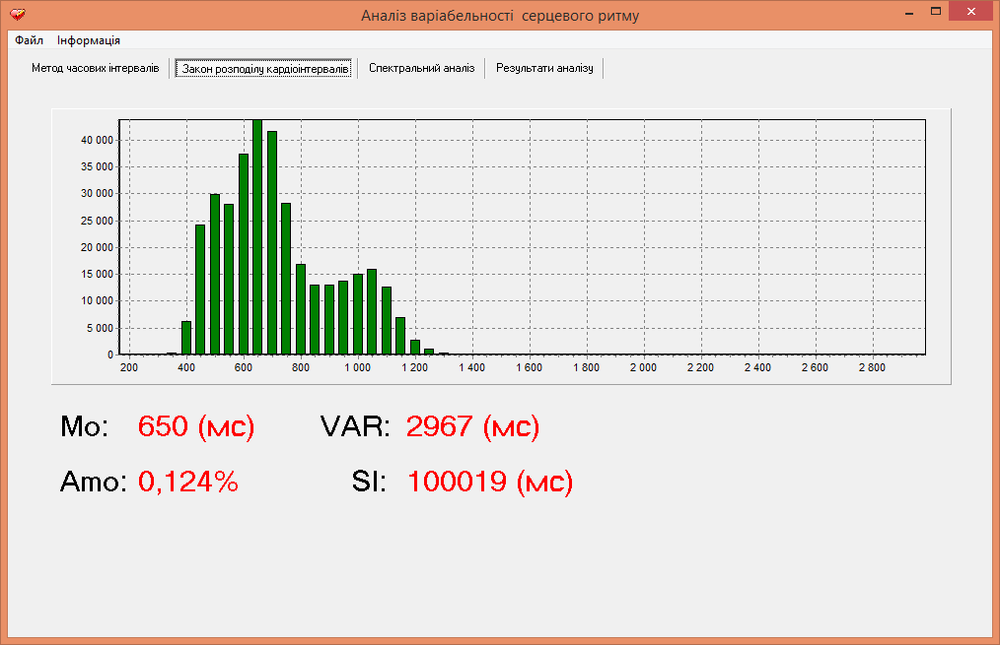 Аналіз варіабельності  серцевого ритму
Файл Інформація
Метод часових інтервалів Закон розподілу кардіоінтервалів Спектральний аналіз Результати аналізу
40 000
35 000
30 000
25 000
20 000
15 000
10 000
5 000
0
200 400 600 800 1 000 1 200 1 400 1 600 1 800 2 000 2 200 2 400 2 600 2 800
Mo: 650 (мс) VAR: 2967 (мс)
Amo: 0,124% SI: 100019 (мс)